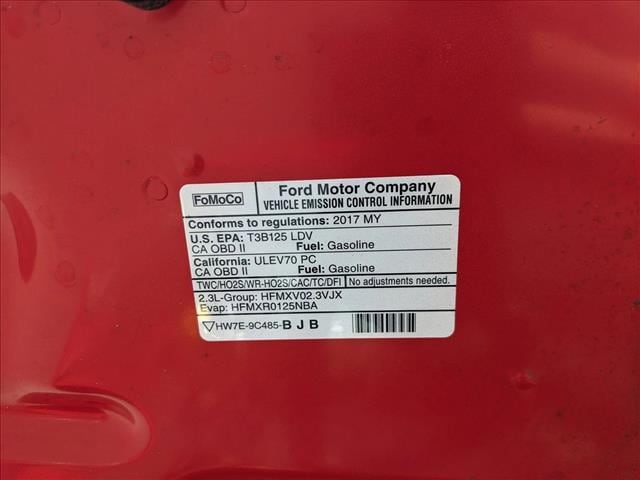 FoMoCo
Ford Motor Company
VEHICLE EMISSION CONTROL INFORMATION
Conforms to regulations: 2017 MY
U.S. EPA: T3B125 LDV
CA OBD II Fuel: Gasoline
California: ULEV70 PC
CA OBD II Fuel: Gasoline
TWC/HO2S/WR-HO2S/CAC/TC/DFI No adjustments needed.
2.3L-Group: HFMXV02.3VJX
Evap: HFMXR0125NBA
HW7E-9C485-B J B